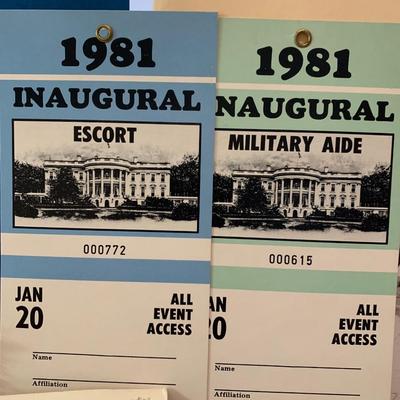 1981
INAUGURAL
ESCORT
000772
JAN
20
ALL
EVENT
ACCESS
Name
Affiliation
1981
NAUGURAL
MILITARY AIDE
000615
20
ALL
EVENT
ACCESS
Name
Affiliation